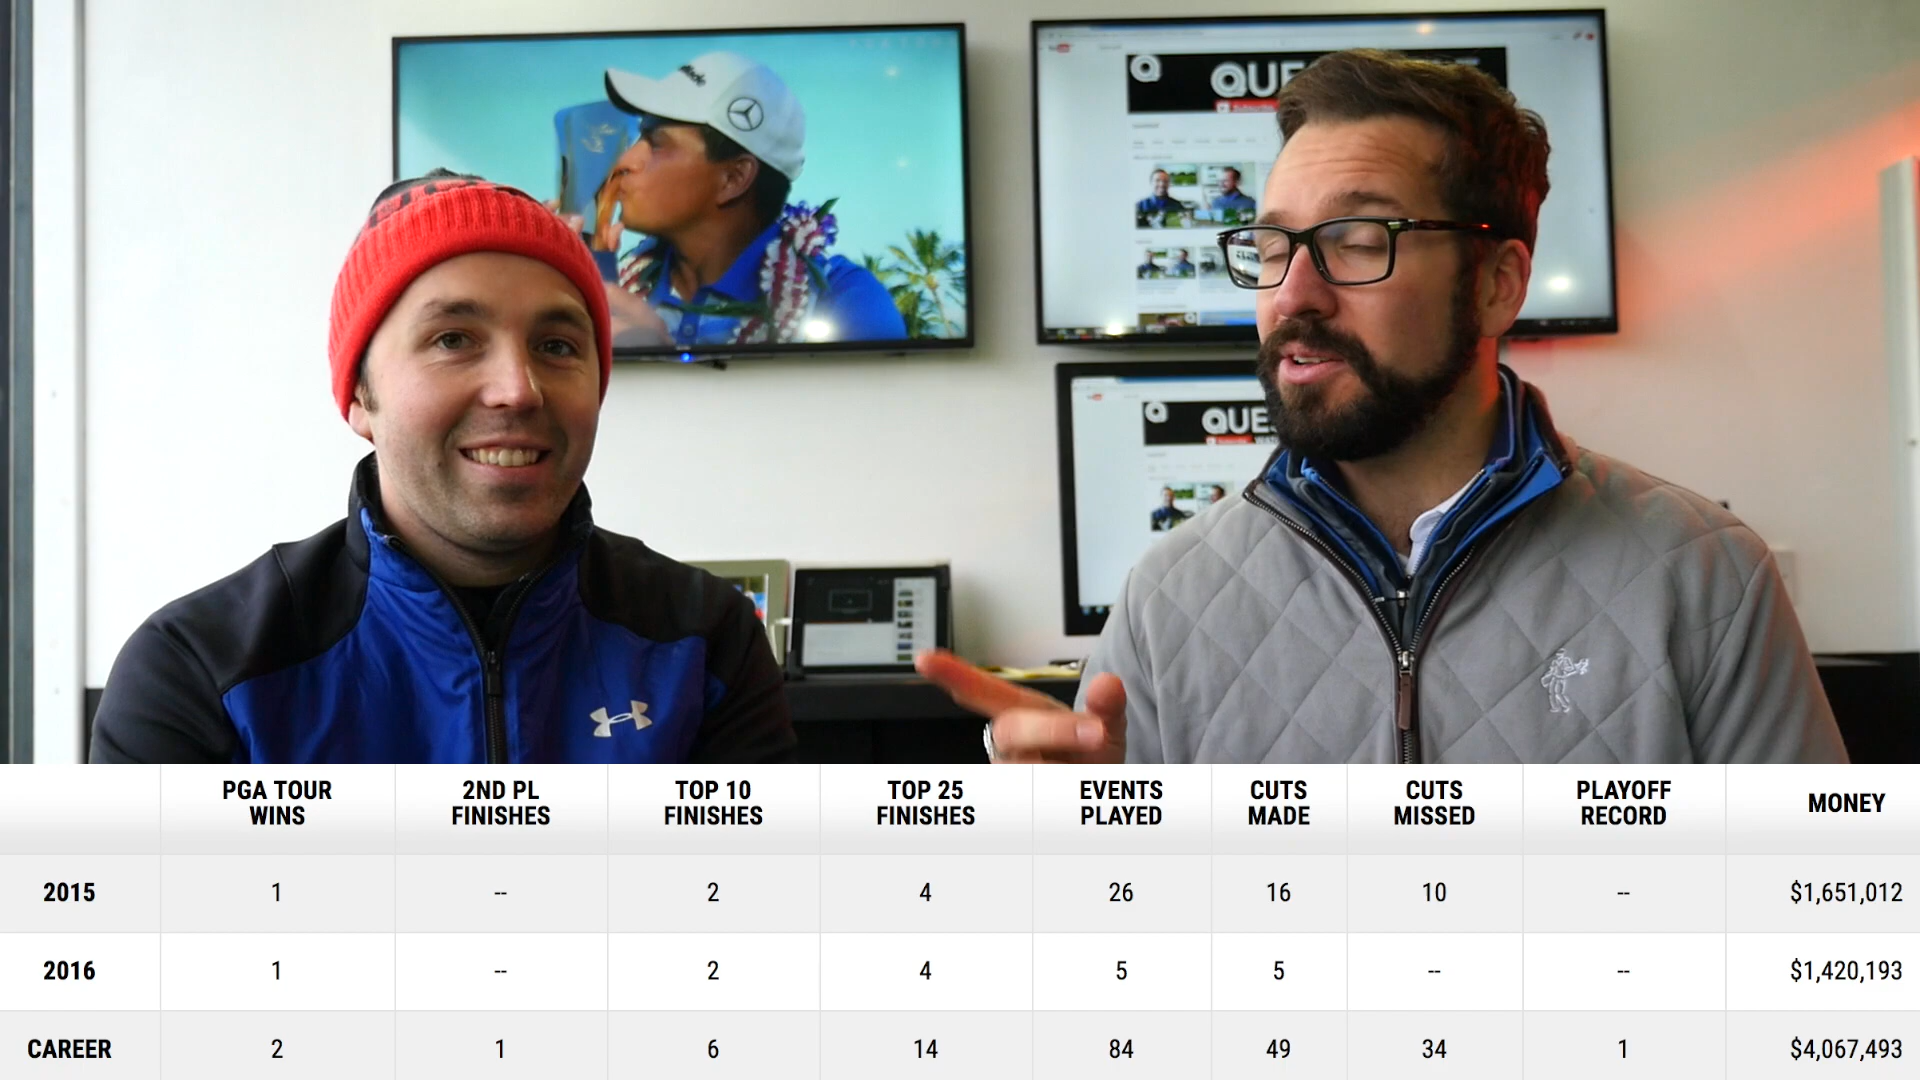 QUE
QUE
PGA TOUR WINS
2ND PL FINISHES
TOP 10 FINISHES
TOP 25 FINISHES
EVENTS PLAYED
CUTS MADE
CUTS MISSED
PLAYOFF RECORD
MONEY
2015 1 -- 2 4 26 16 10 -- $1,651,012
2016 1 -- 2 4 5 5 -- -- $1,420,193
CAREER 2 1 6 14 84 49 34 1 $4,067,493